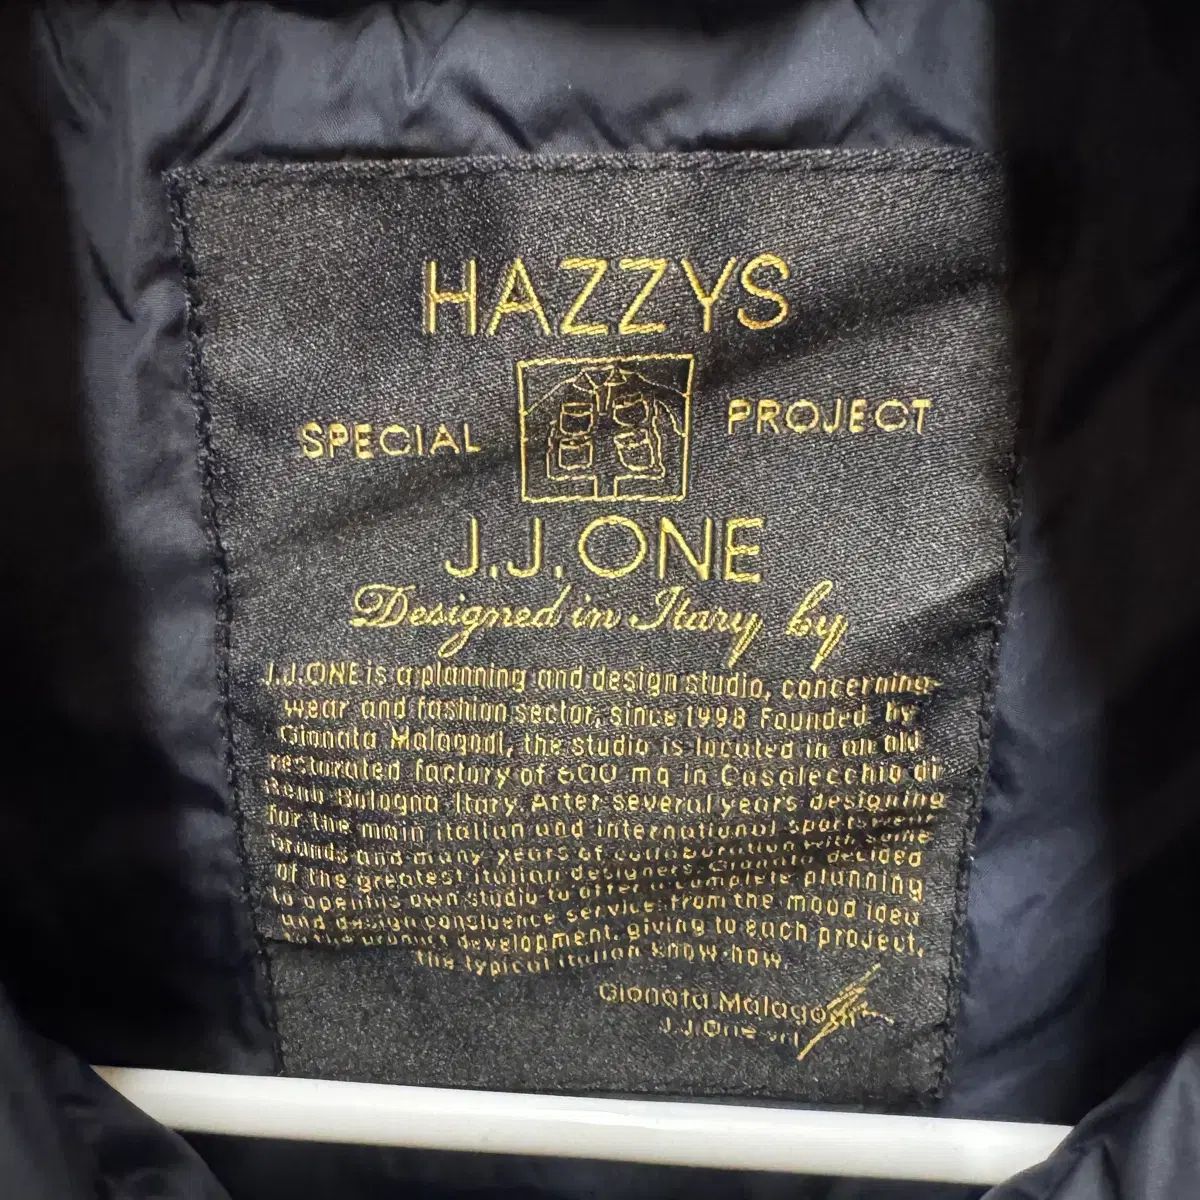 HAZZYS
SPECIAL PROJECT
J.J.ONE
Designed in Itary by
J.J.ONE is a planning and design studio, concerning
wear and fashion sector, since 1998 Founded by
Gionata Malagodi, the studio is located in an old
restorated factory of 600 mq in Casalecchio di
Reno Bologna Itary. After several years designing
for the main italian and international sportswear
brands and many years of collaboration with some
of the greatest italian designers, Gionata decided
to open his own studio to offer a complete planning
and design consluence service: from the mood idea
to the product development, giving to each project,
the typical italian know-how.
Gionata Malagodi
J.J.One srl